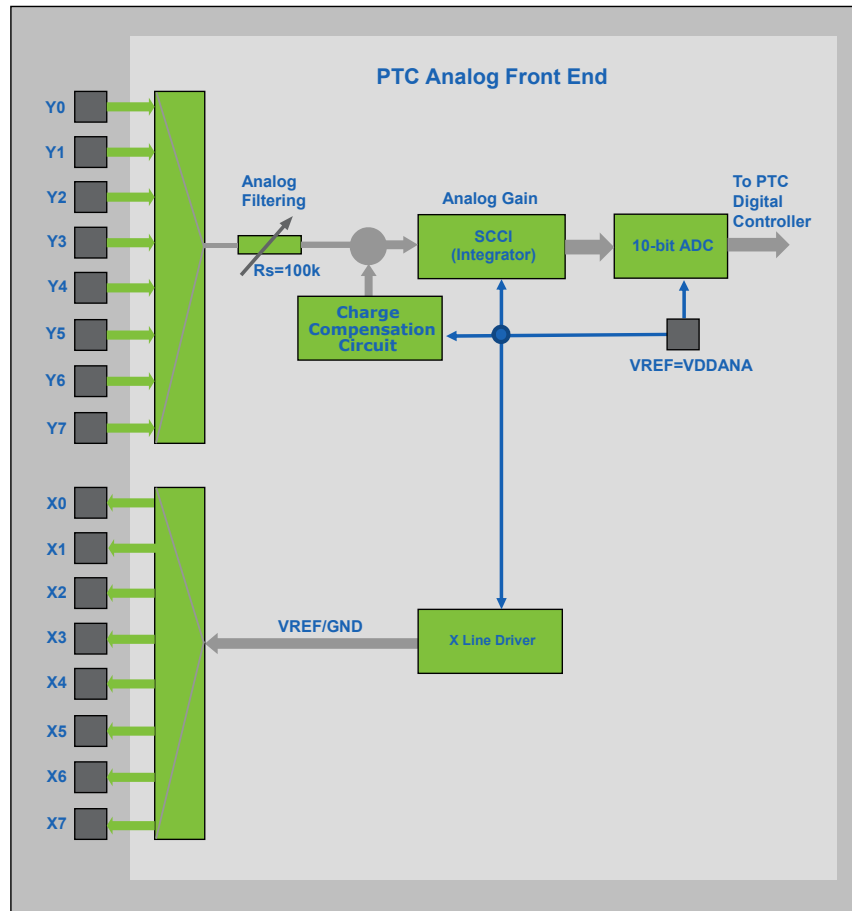 PTC Analog Front End
Y0
Y1
Y2
Y3
Y4
Y5
Y6
Y7
Analog
Filtering
Rs=100k
Analog Gain
SCCI
(Integrator)
10-bit ADC
To PTC
Digital
Controller
Charge
Compensation
Circuit
VREF=VDDANA
X0
X1
X2
X3
X4
X5
X6
X7
VREF/GND
X Line Driver